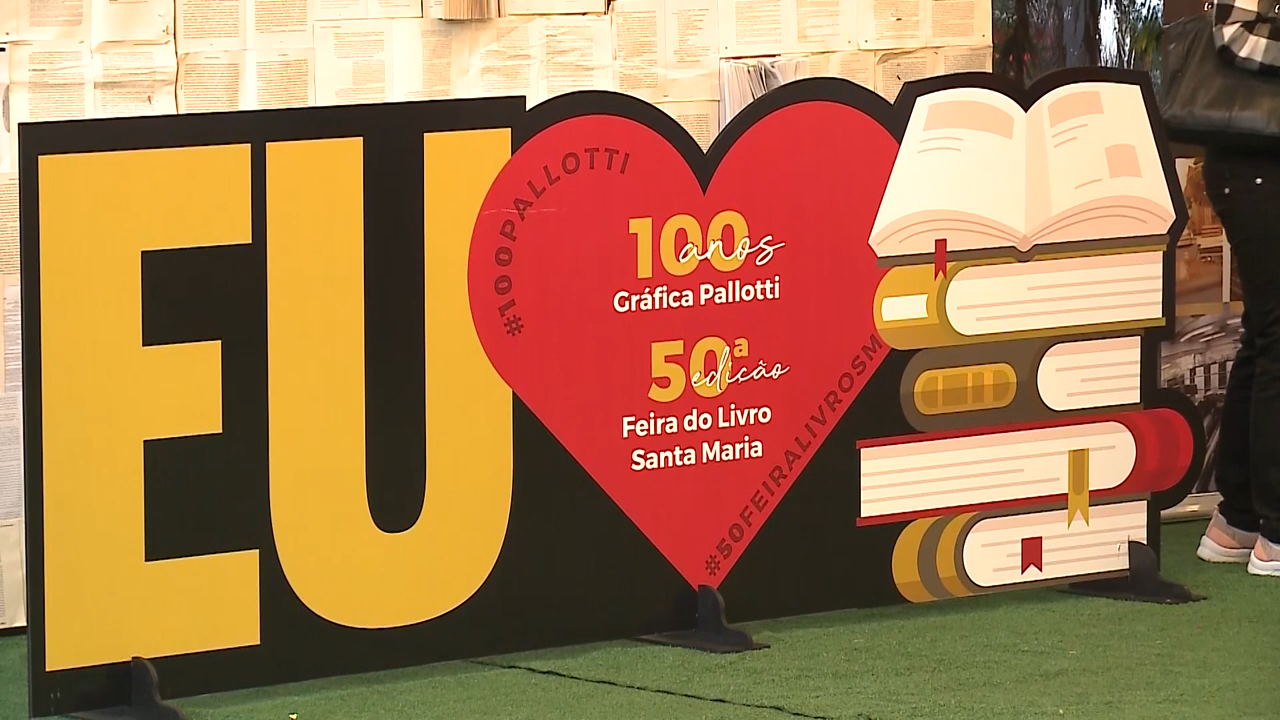 EU
#100PALLOTTI
100
anos
Gráfica Pallotti
50ª
edição
Feira do Livro
Santa Maria
#50FEIRALIVROSM